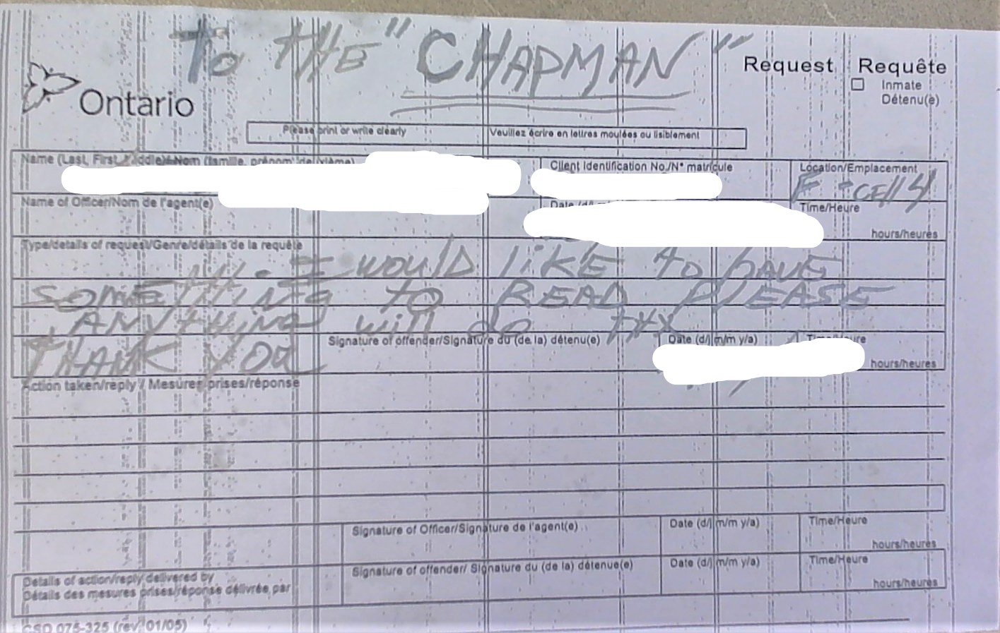 To THE "CHAPMAN"
Request Requête
Inmate
Détenu(e)
Ontario
Please print or write clearly Veuillez écrire en lettres moulées ou lisiblement
Name (Last, First, Middle)/Nom (famille, prénom, deuxième) Client Identification No./N° matricule Location/Emplacement
F - CEll 4
Name of Officer/Nom de l'agent(e) Time/Heure
hours/heures
Type/details of request/Genre/détails de la requête
I WOULD liKE to hAVE
SOMETHING to READ PlEASE
ANYtHiNG will do tHX
THANK YOU
Signature of offender/Signature du (de la) détenu(e) Date (d/j m/m y/a) Time/Heure
hours/heures
Action taken/reply / Mesures prises/réponse
Signature of Officer/Signature de l'agent(e) Date (d/j m/m y/a) Time/Heure
hours/heures
Signature of offender/ Signature du (de la) détenue(e) Date (d/j m/m y/a) Time/Heure
hours/heures
Details of action/reply delivered by
Détails des mesures prises/réponse délivrée par
CSD 075-325 (rev. 01/05)